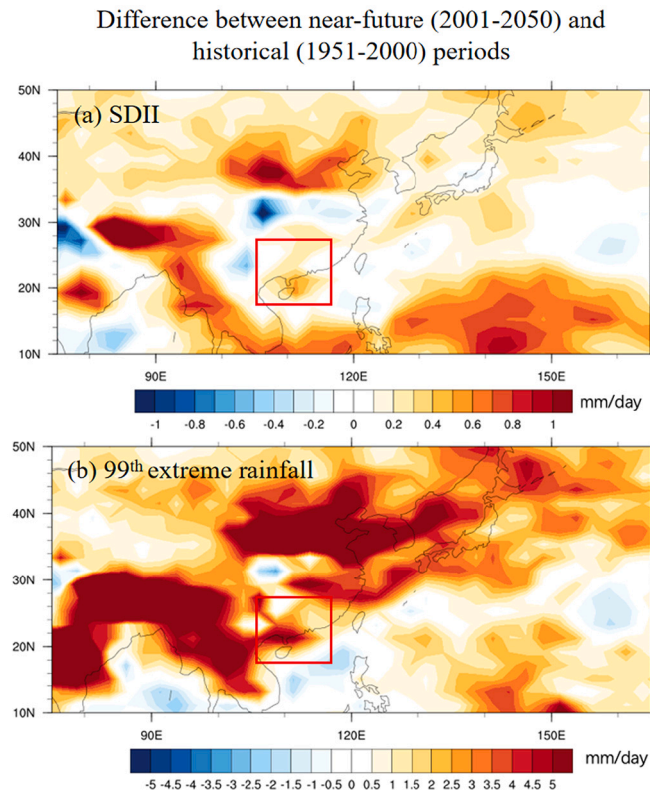 Difference between near-future (2001-2050) and
historical (1951-2000) periods
50N
(a) SDII
40N
30N
20N
10N
90E 120E 150E
-1 -0.8 -0.6 -0.4 -0.2 0 0.2 0.4 0.6 0.8 1 mm/day
50N
(b) 99th extreme rainfall
40N
30N
20N
10N
90E 120E 150E
-5 -4.5 -4 -3.5 -3 -2.5 -2 -1.5 -1 -0.5 0 0.5 1 1.5 2 2.5 3 3.5 4 4.5 5 mm/day